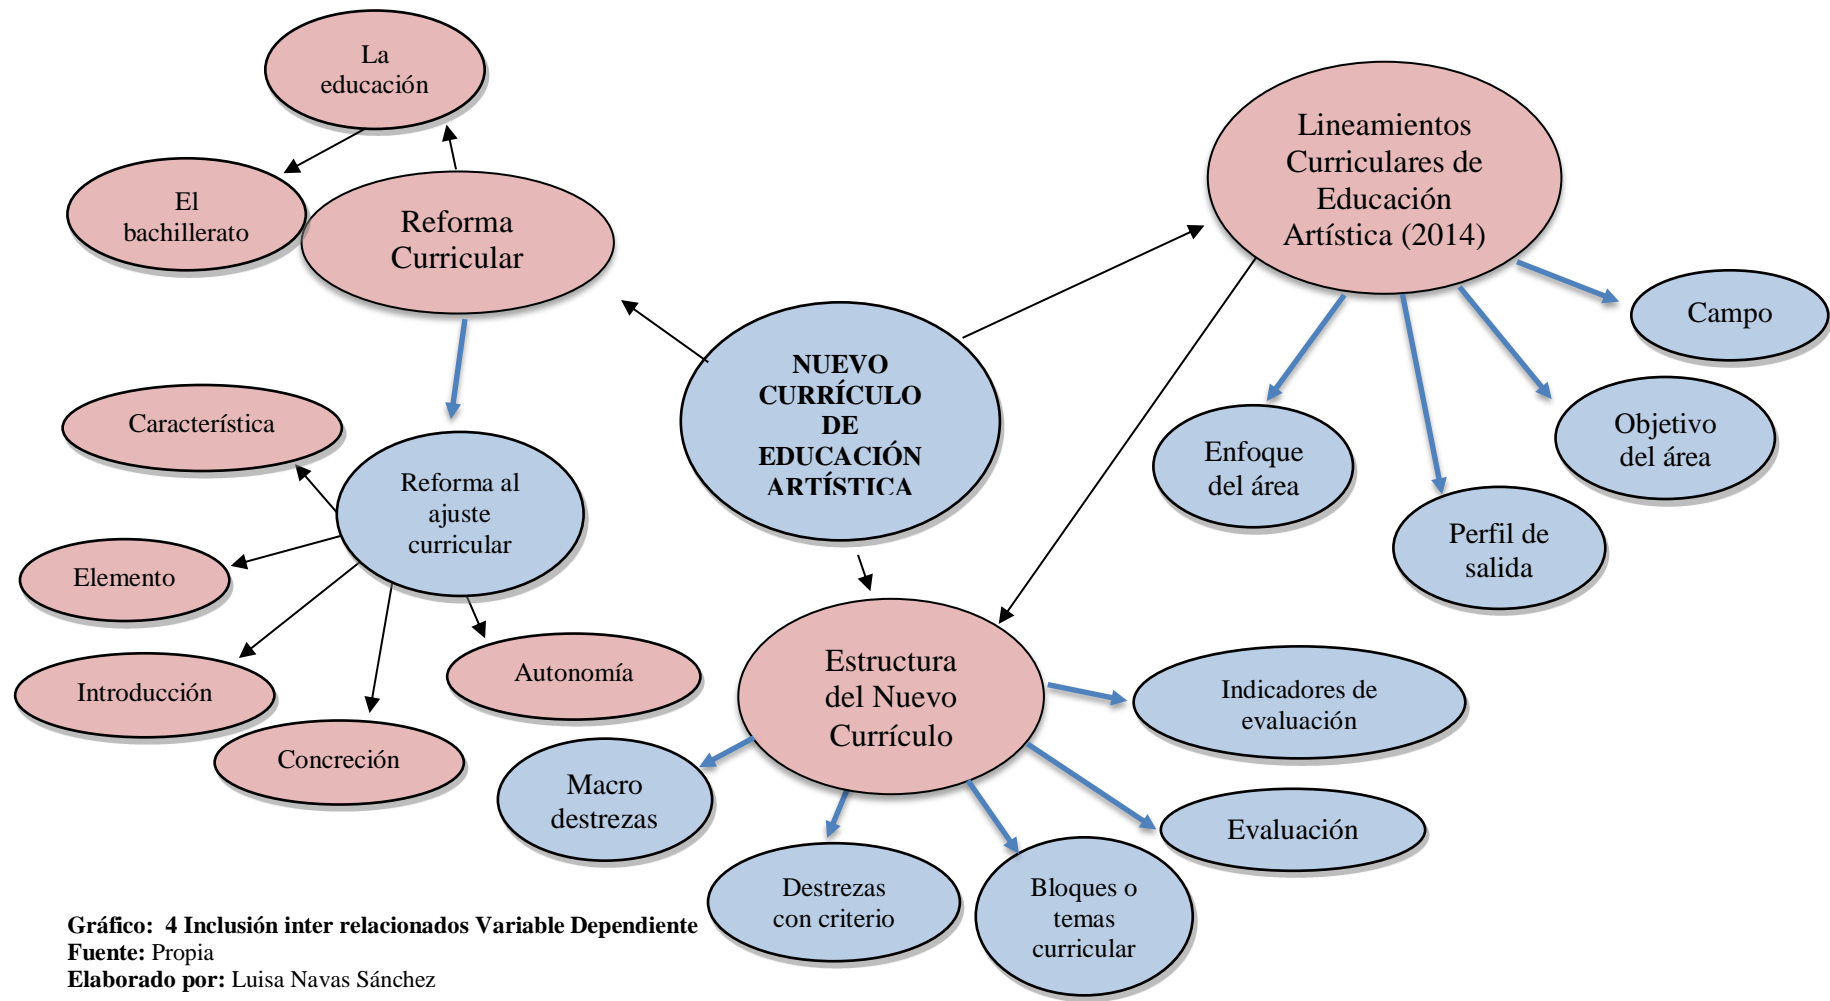 La
educación
El
bachillerato
Reforma
Curricular
Lineamientos
Curriculares de
Educación
Artística (2014)
Campo
NUEVO
CURRÍCULO
DE
EDUCACIÓN
ARTÍSTICA
Enfoque
del área
Objetivo
del área
Perfil de
salida
Característica
Reforma al
ajuste
curricular
Elemento
Introducción
Concreción
Autonomía
Estructura
del Nuevo
Currículo
Indicadores de
evaluación
Macro
destrezas
Evaluación
Destrezas
con criterio
Bloques o
temas
curricular
Gráfico: 4 Inclusión inter relacionados Variable Dependiente
Fuente: Propia
Elaborado por: Luisa Navas Sánchez